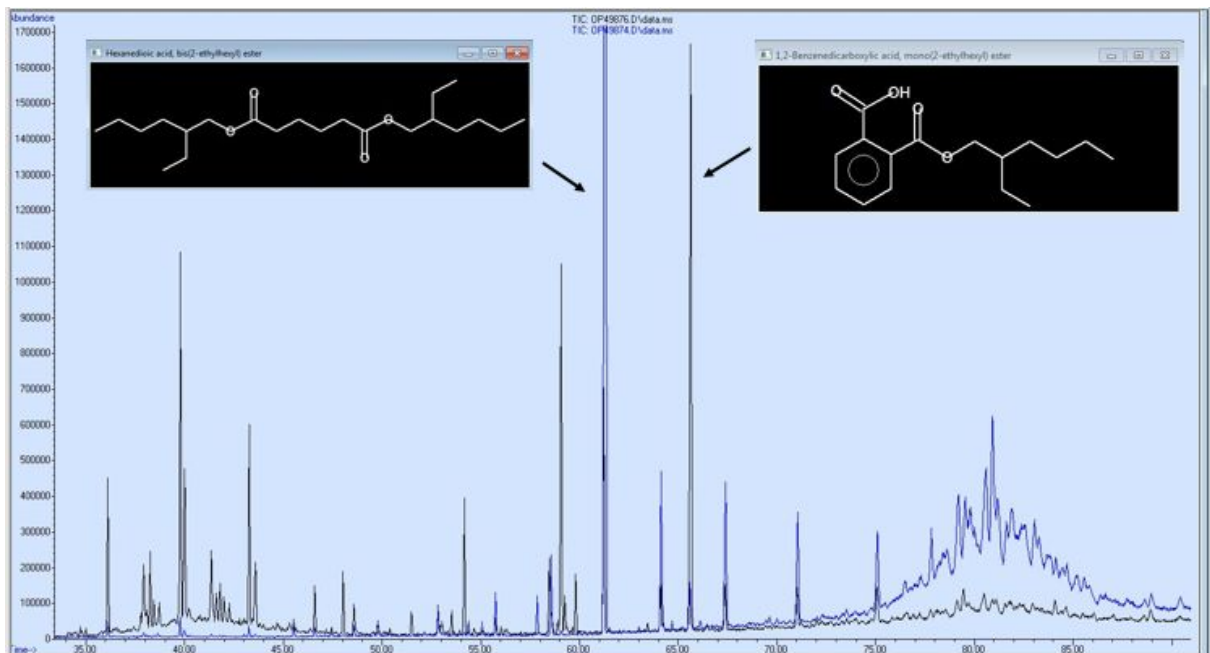 Abundance
TIC: OP49876.D\data.ms
TIC: OP49874.D\data.ms
1700000
1600000
1500000
1400000
1300000
1200000
1100000
1000000
900000
800000
700000
600000
500000
400000
300000
200000
100000
0
Hexanedioic acid, bis(2-ethylhexyl) ester
O
O
O
O
1,2-Benzenedicarboxylic acid, mono(2-ethylhexyl) ester
O
OH
O
O
Time-->
35.00 40.00 45.00 50.00 55.00 60.00 65.00 70.00 75.00 80.00 85.00